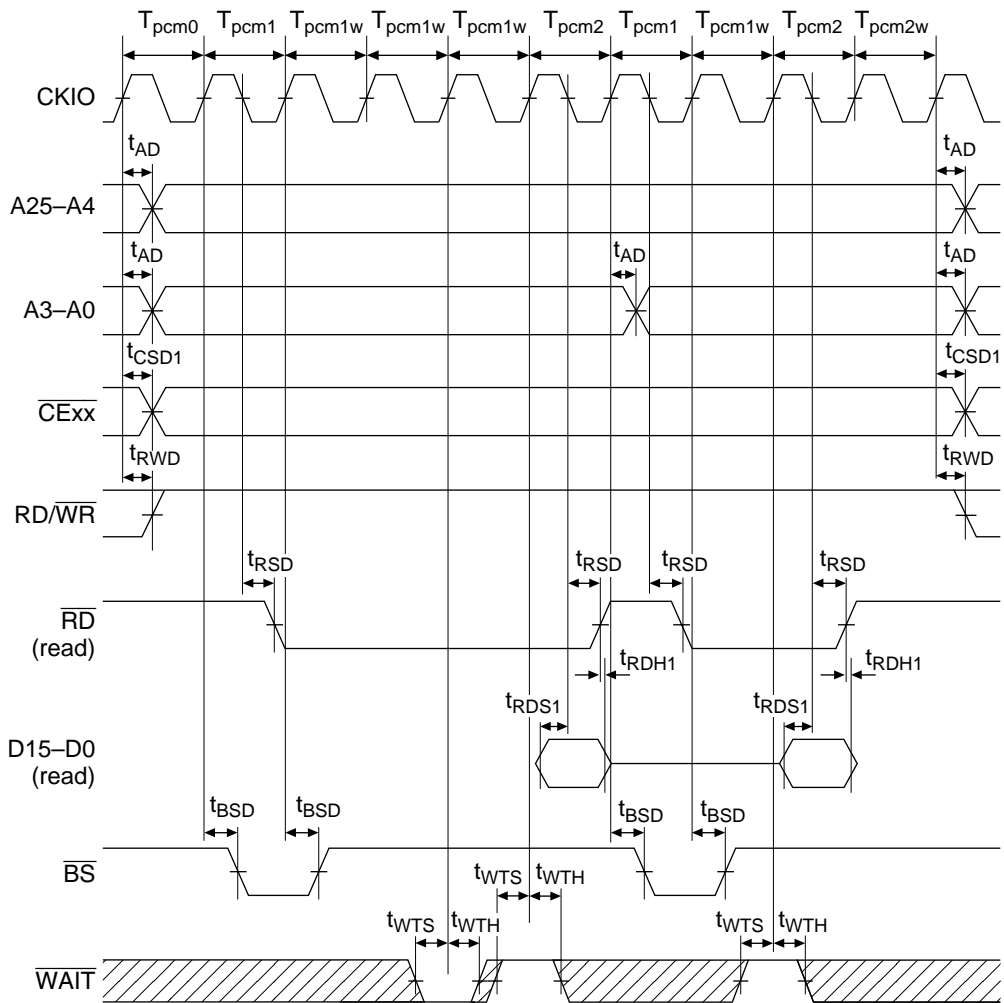 Tpcm0 Tpcm1 Tpcm1w Tpcm1w Tpcm1w Tpcm2 Tpcm1 Tpcm1w Tpcm2 Tpcm2w
CKIO
tAD tAD
A25–A4
tAD tAD tAD
A3–A0
tCSD1 tCSD1
CExx
tRWD tRWD
RD/WR
tRSD tRSD tRSD tRSD
RD
(read)
tRDH1 tRDH1
tRDS1 tRDS1
D15–D0
(read)
tBSD tBSD tBSD tBSD
BS
tWTS tWTH
tWTS tWTH tWTS tWTH
WAIT